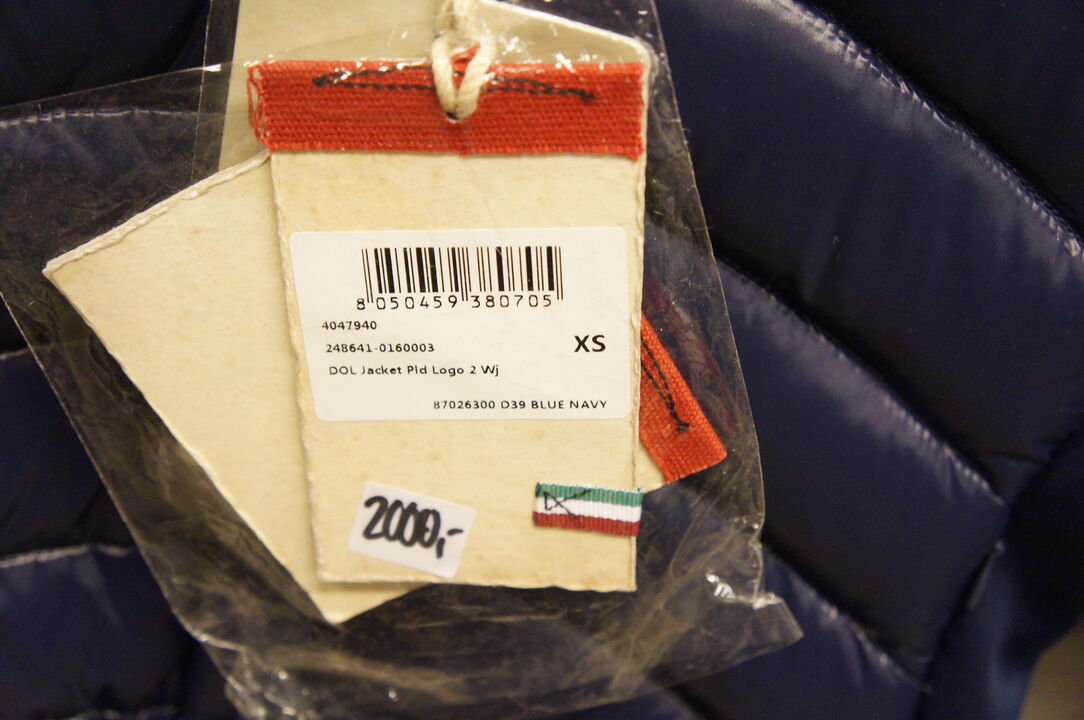 8 050459 380705
4047940
248641-0160003
XS
DOL Jacket Pld Logo 2 Wj
87026300 D39 BLUE NAVY
2000,-